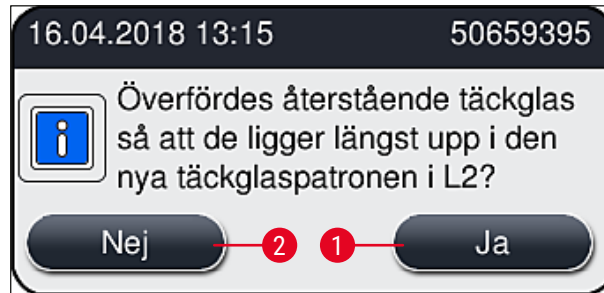 16.04.2018 13:15 50659395
Överfördes återstående täckglas
så att de ligger längst upp i den
nya täckglaspatronen i L2?
Nej 2 1 Ja